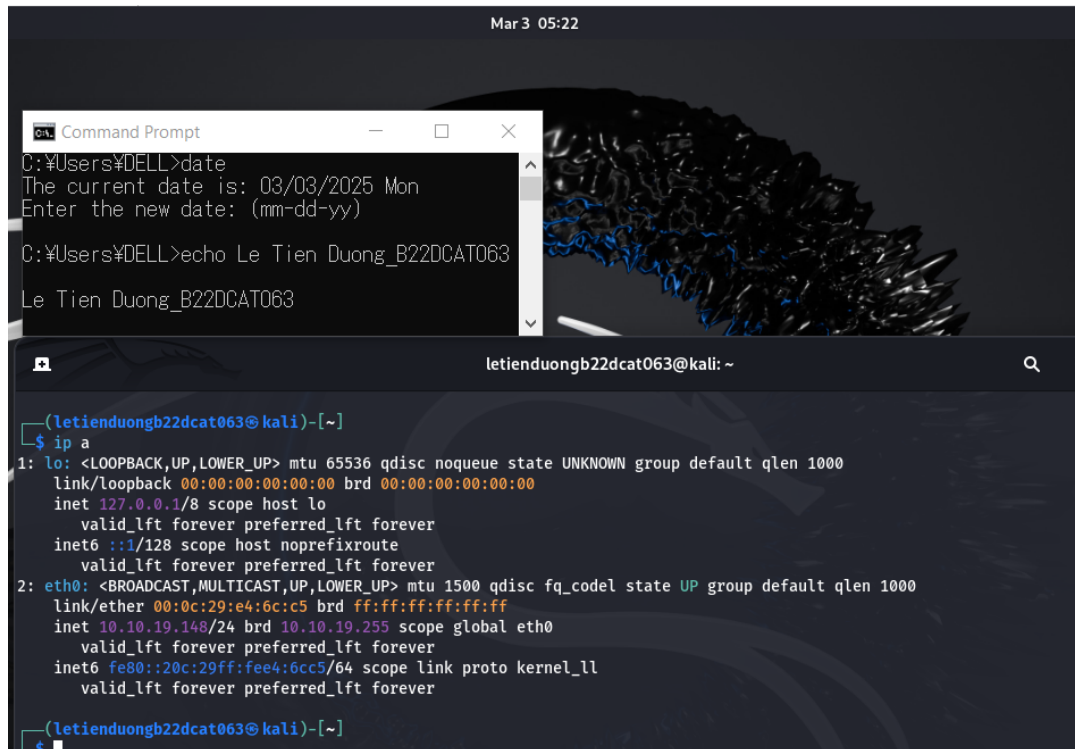 Mar 3 05:22
Command Prompt
C:¥Users¥DELL>date
The current date is: 03/03/2025 Mon
Enter the new date: (mm-dd-yy)
C:¥Users¥DELL>echo Le Tien Duong_B22DCAT063
Le Tien Duong_B22DCAT063
letienduongb22dcat063@kali: ~
┌──(letienduongb22dcat063㉿kali)-[~]
└─$ ip a
1: lo: <LOOPBACK,UP,LOWER_UP> mtu 65536 qdisc noqueue state UNKNOWN group default qlen 1000
    link/loopback 00:00:00:00:00:00 brd 00:00:00:00:00:00
    inet 127.0.0.1/8 scope host lo
       valid_lft forever preferred_lft forever
    inet6 ::1/128 scope host noprefixroute
       valid_lft forever preferred_lft forever
2: eth0: <BROADCAST,MULTICAST,UP,LOWER_UP> mtu 1500 qdisc fq_codel state UP group default qlen 1000
    link/ether 00:0c:29:e4:6c:c5 brd ff:ff:ff:ff:ff:ff
    inet 10.10.19.148/24 brd 10.10.19.255 scope global eth0
       valid_lft forever preferred_lft forever
    inet6 fe80::20c:29ff:fee4:6cc5/64 scope link proto kernel_ll
       valid_lft forever preferred_lft forever
┌──(letienduongb22dcat063㉿kali)-[~]
└─$